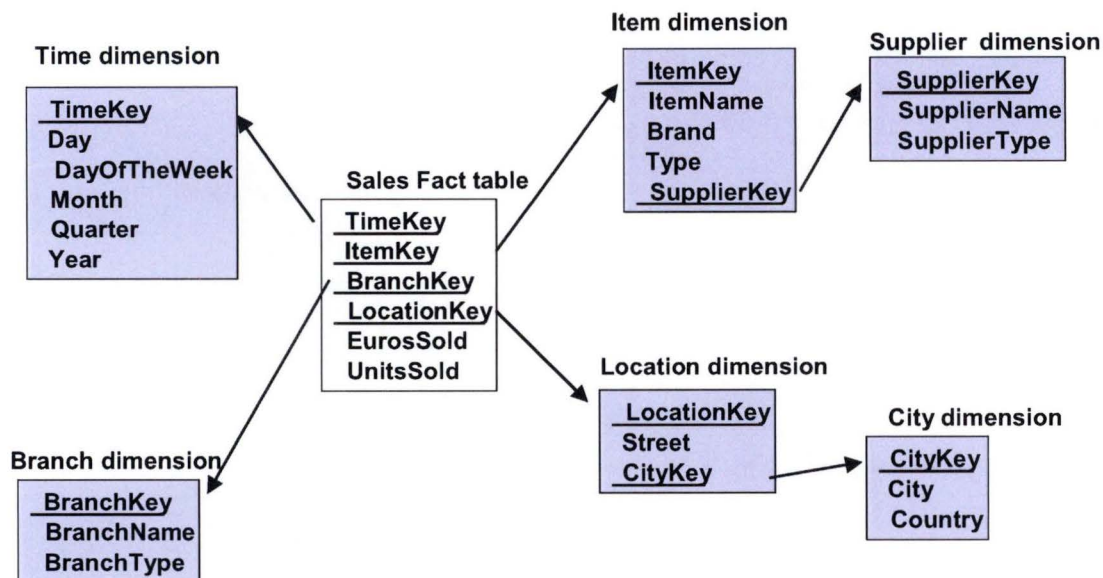 Time dimension
TimeKey
Day
DayOfTheWeek
Month
Quarter
Year
Sales Fact table
TimeKey
ItemKey
BranchKey
LocationKey
EurosSold
UnitsSold
Item dimension
ItemKey
ItemName
Brand
Type
SupplierKey
Supplier dimension
SupplierKey
SupplierName
SupplierType
Location dimension
LocationKey
Street
CityKey
City dimension
CityKey
City
Country
Branch dimension
BranchKey
BranchName
BranchType